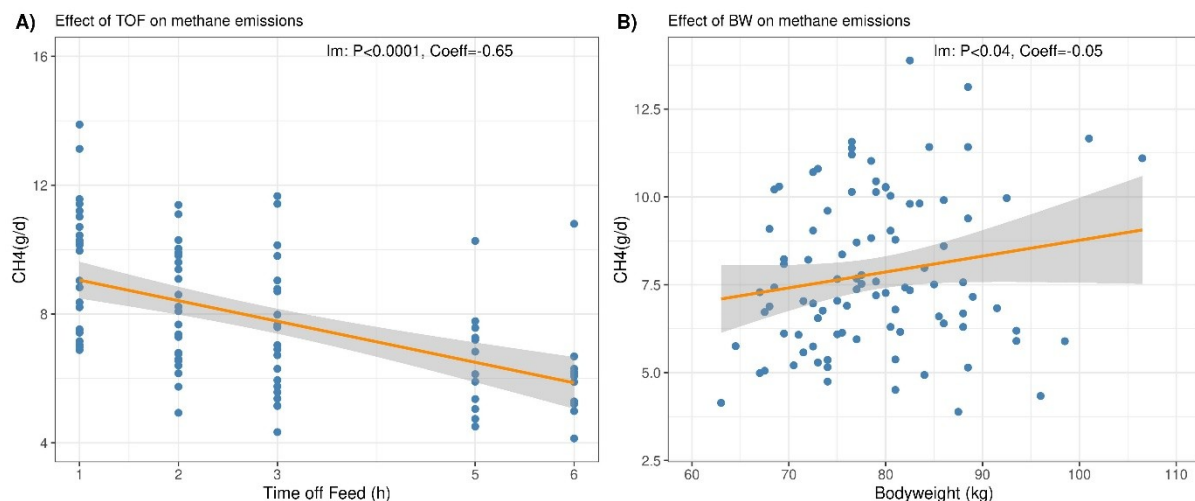 A) Effect of TOF on methane emissions
lm: P<0.0001, Coeff=-0.65
16
12
8
4
CH4(g/d)
1 2 3 5 6
Time off Feed (h)
B) Effect of BW on methane emissions
lm: P<0.04, Coeff=-0.05
12.5
10.0
7.5
5.0
2.5
CH4(g/d)
60 70 80 90 100 110
Bodyweight (kg)